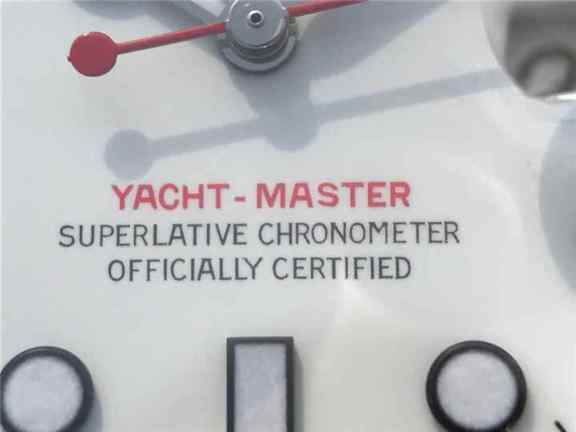 YACHT-MASTER
SUPERLATIVE CHRONOMETER
OFFICIALLY CERTIFIED